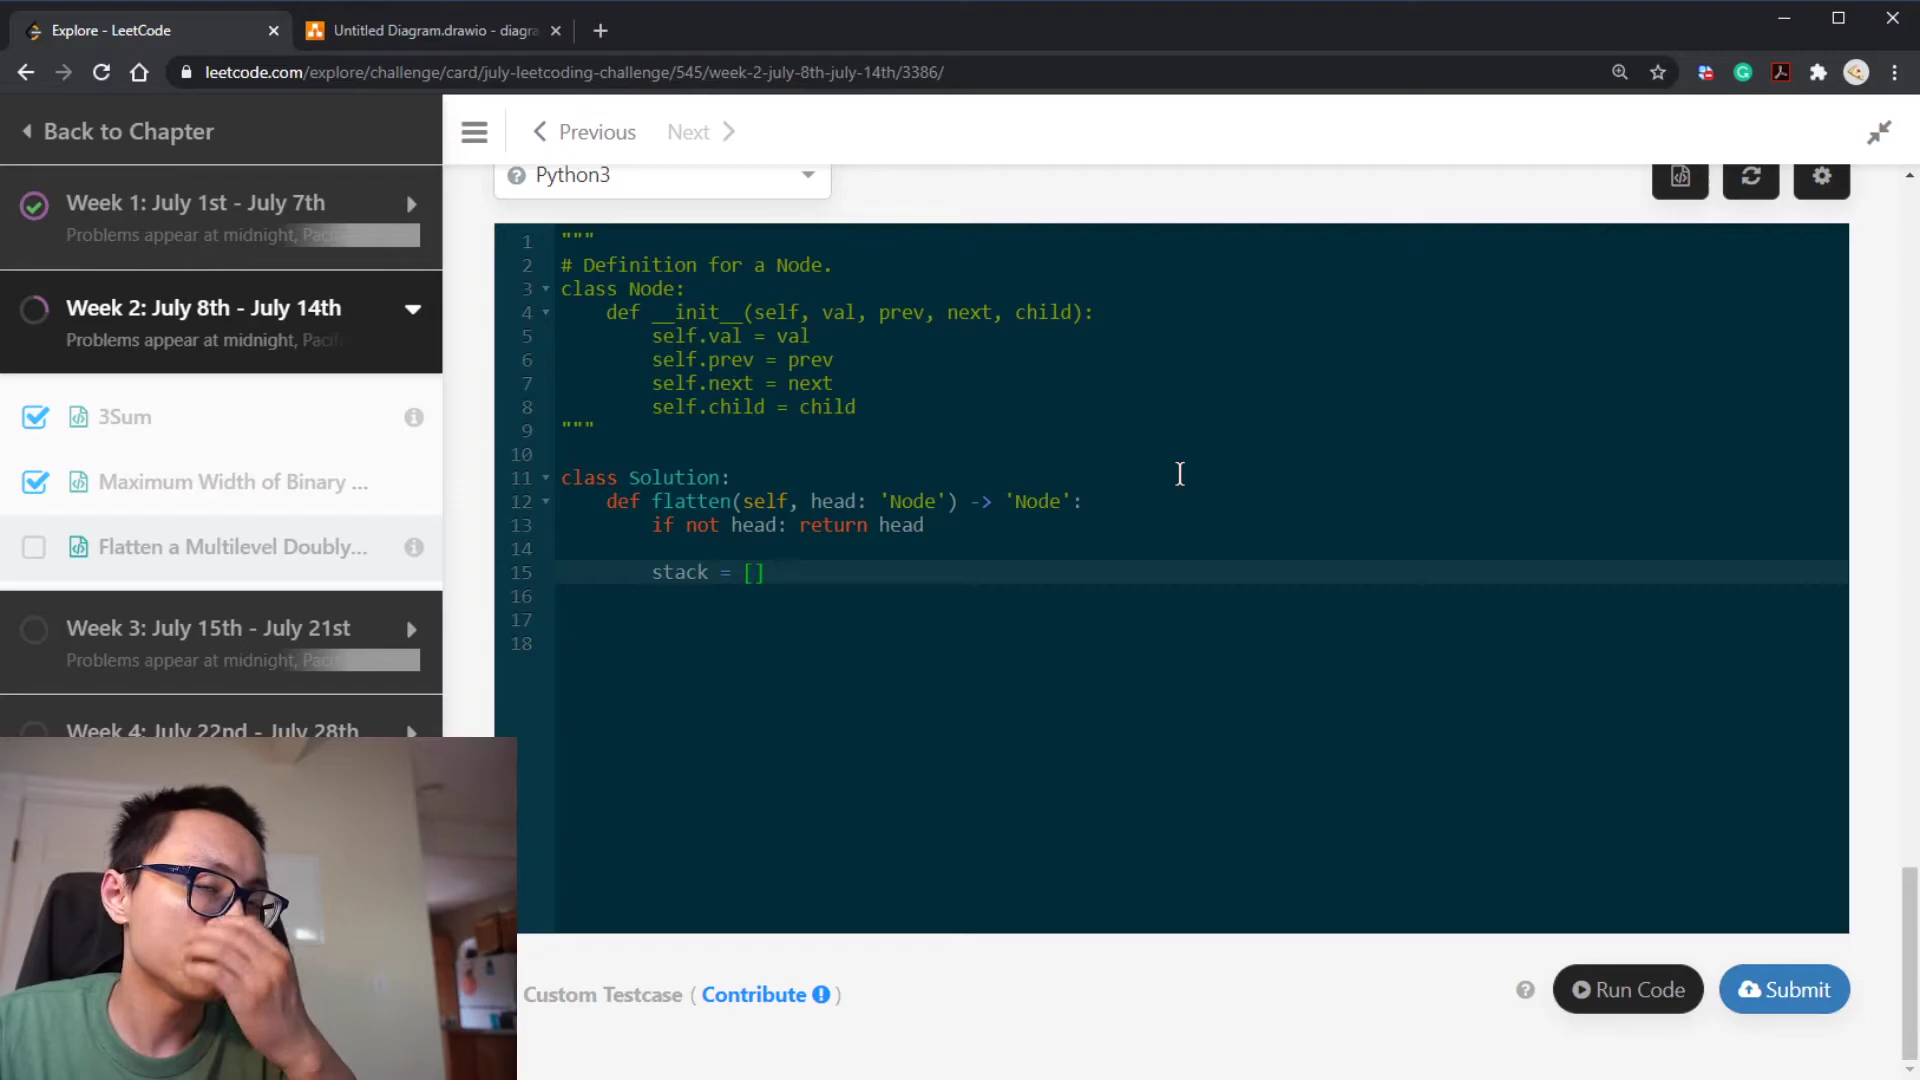 Explore - LeetCode
Untitled Diagram.drawio - diagra
leetcode.com/explore/challenge/card/july-leetcoding-challenge/545/week-2-july-8th-july-14th/3386/
Back to Chapter
Previous
Next
Week 1: July 1st - July 7th
Problems appear at midnight, Paci
Week 2: July 8th - July 14th
Problems appear at midnight, Pacif
3Sum
Maximum Width of Binary ...
Flatten a Multilevel Doubly...
Week 3: July 15th - July 21st
Problems appear at midnight, Paci
Week 4: July 22nd - July 28th
Python3
1 """
2 # Definition for a Node.
3 class Node:
4 def __init__(self, val, prev, next, child):
5 self.val = val
6 self.prev = prev
7 self.next = next
8 self.child = child
9 """
10
11 class Solution:
12 def flatten(self, head: 'Node') -> 'Node':
13 if not head: return head
14
15 stack = []
16
17
18
Custom Testcase ( Contribute )
Run Code
Submit